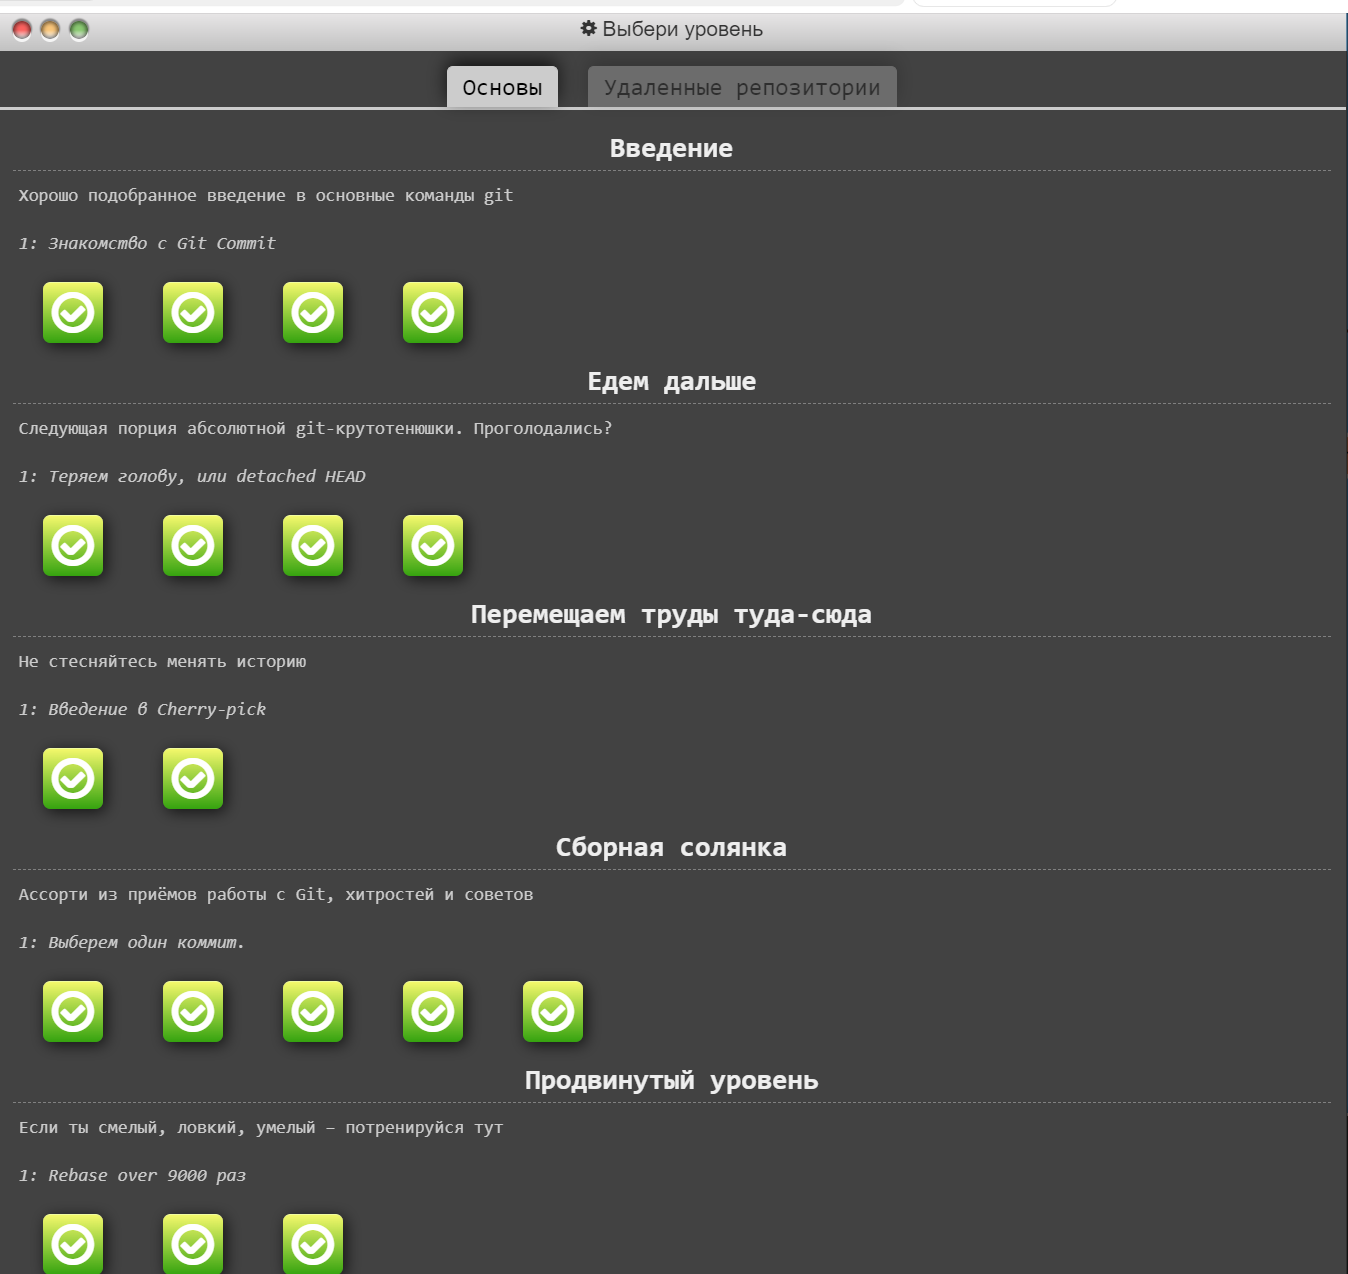 Выбери уровень
Основы
Удаленные репозитории
Введение
Хорошо подобранное введение в основные команды git
1: Знакомство с Git Commit
Едем дальше
Следующая порция абсолютной git-крутотенюшки. Проголодались?
1: Теряем голову, или detached HEAD
Перемещаем труды туда-сюда
Не стесняйтесь менять историю
1: Введение в Cherry-pick
Сборная солянка
Ассорти из приёмов работы с Git, хитростей и советов
1: Выберем один коммит.
Продвинутый уровень
Если ты смелый, ловкий, умелый – потренируйся тут
1: Rebase over 9000 раз